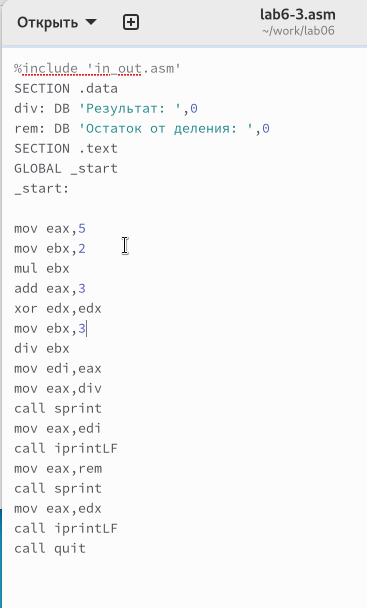 Открыть
lab6-3.asm
~/work/lab06
%include 'in_out.asm'
SECTION .data
div: DB 'Результат: ',0
rem: DB 'Остаток от деления: ',0
SECTION .text
GLOBAL _start
_start:
mov eax,5
mov ebx,2
mul ebx
add eax,3
xor edx,edx
mov ebx,3
div ebx
mov edi,eax
mov eax,div
call sprint
mov eax,edi
call iprintLF
mov eax,rem
call sprint
mov eax,edx
call iprintLF
call quit